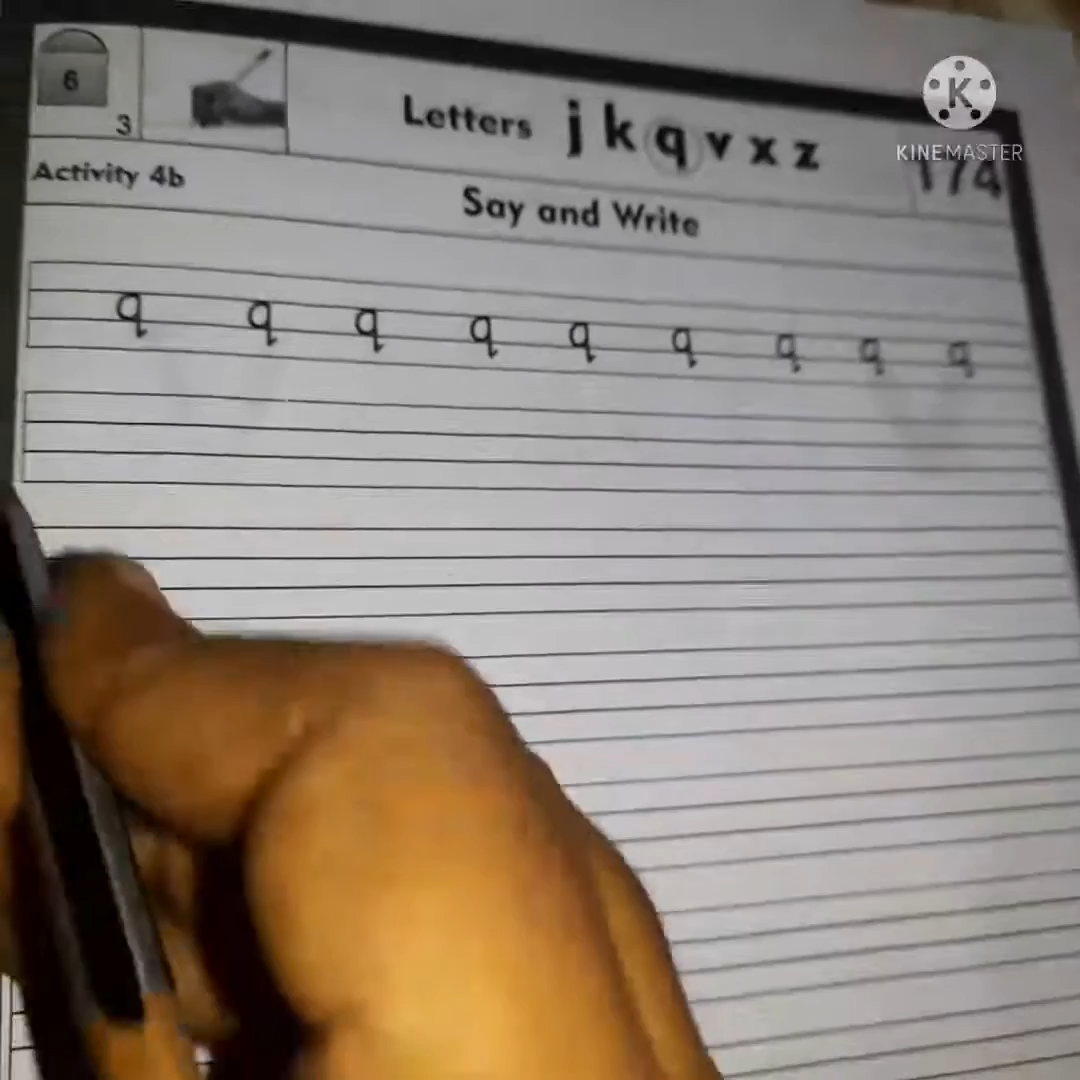 6
3
Letters j k q v x z
K
KINEMASTER
174
Activity 4b
Say and Write
q q q q q q q q q